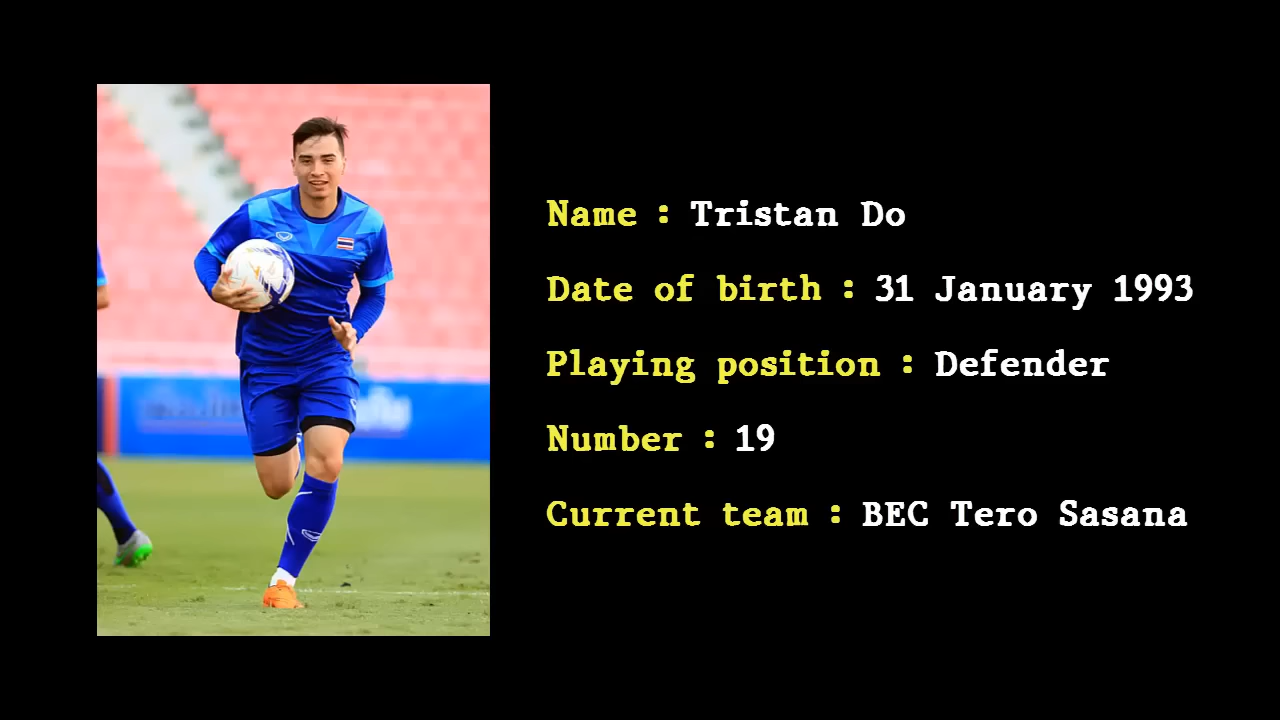 Name : Tristan Do
Date of birth : 31 January 1993
Playing position : Defender
Number : 19
Current team : BEC Tero Sasana